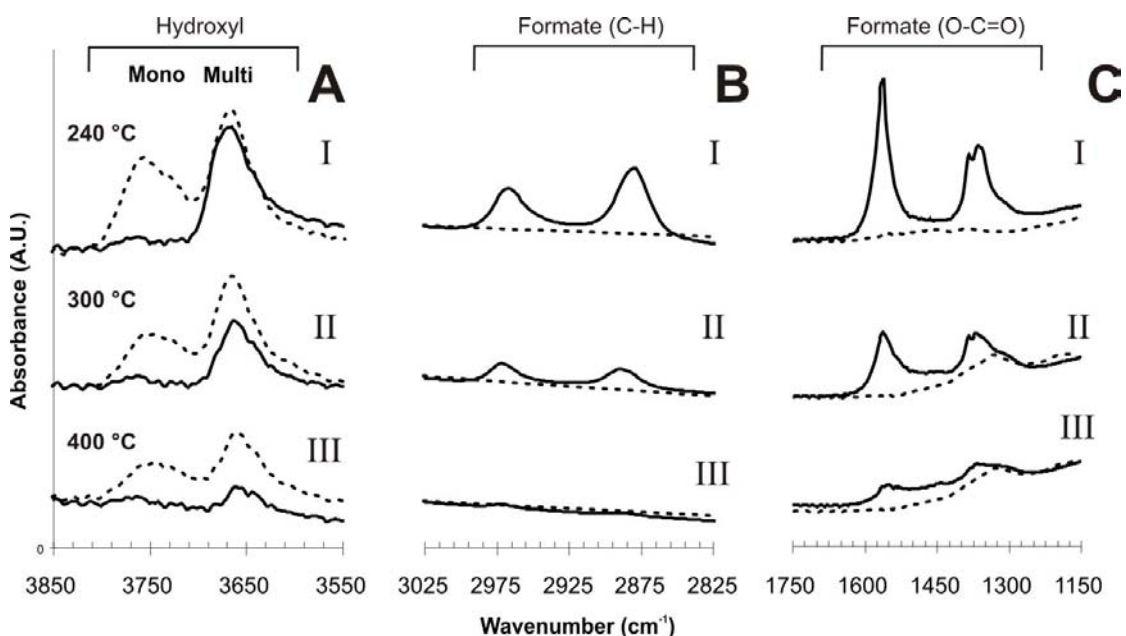 Hydroxyl
Formate (C-H)
Formate (O-C=O)
Mono Multi
A
B
C
240 °C
I
I
I
300 °C
II
II
II
400 °C
III
III
III
Absorbance (A.U.)
0
3850 3750 3650 3550
3025 2975 2925 2875 2825
1750 1600 1450 1300 1150
Wavenumber (cm-1)